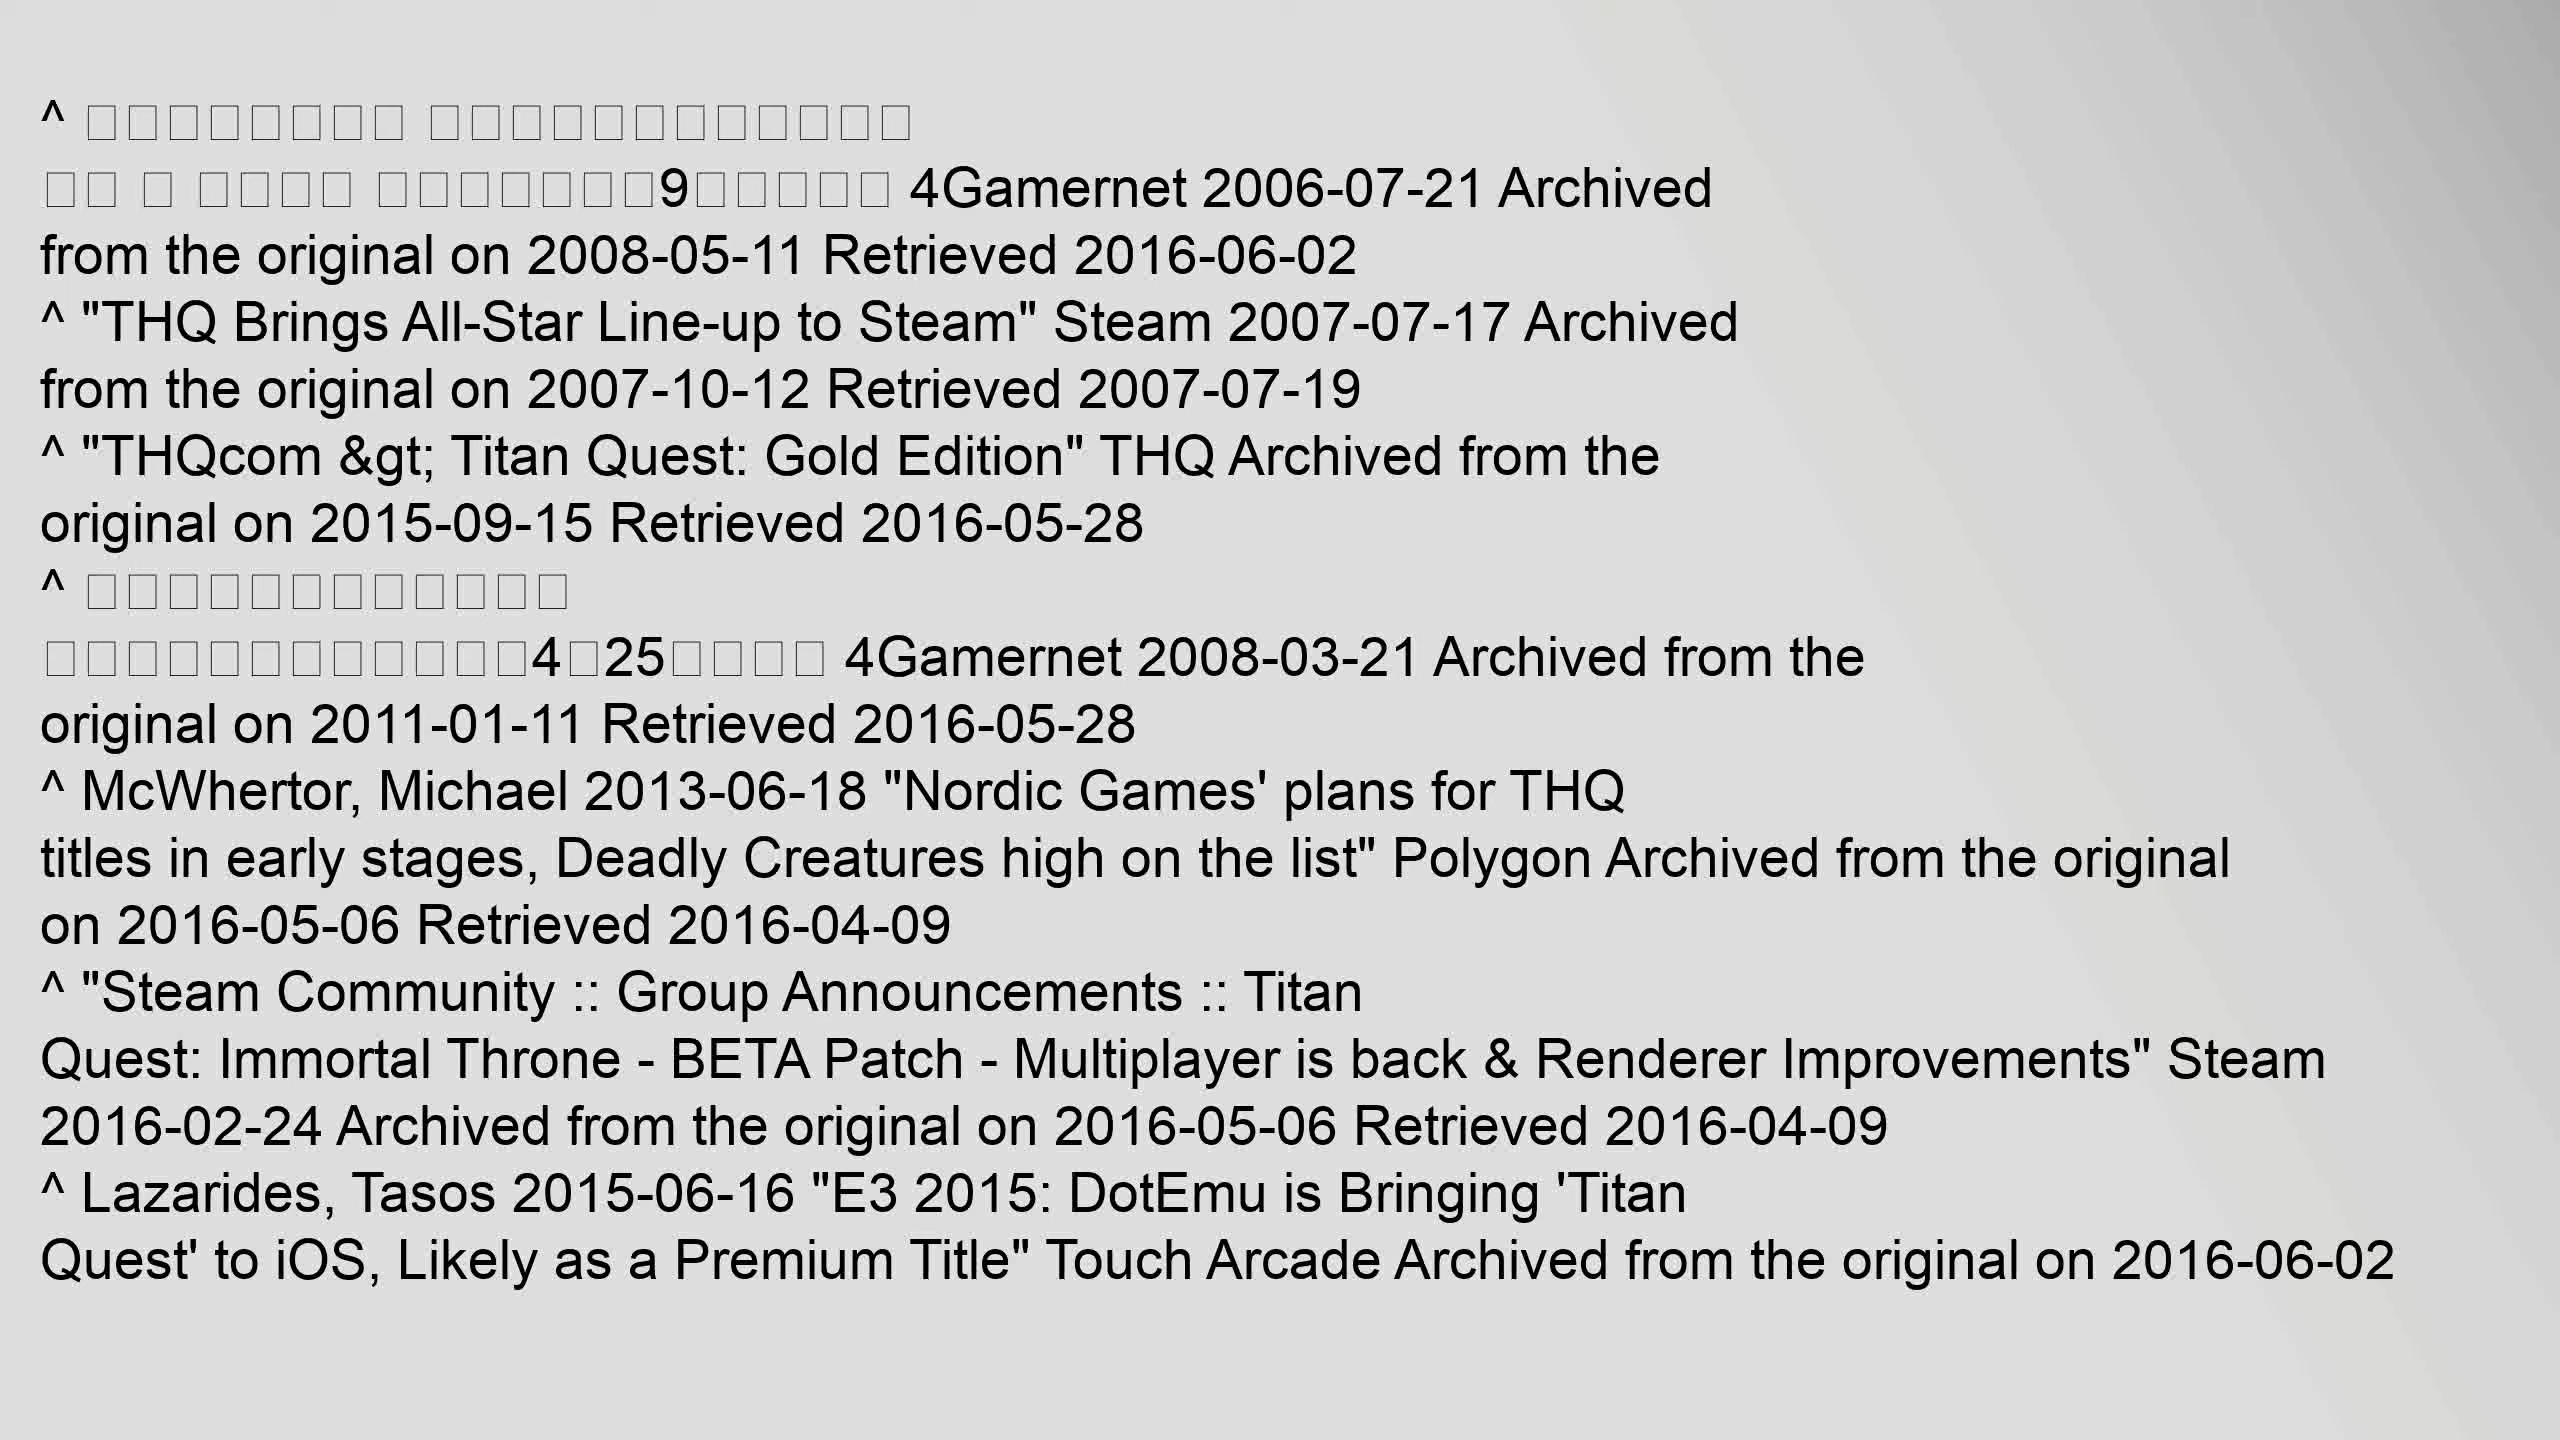 ^
9 4Gamernet 2006-07-21 Archived
from the original on 2008-05-11 Retrieved 2016-06-02
^ "THQ Brings All-Star Line-up to Steam" Steam 2007-07-17 Archived
from the original on 2007-10-12 Retrieved 2007-07-19
^ "THQcom &gt; Titan Quest: Gold Edition" THQ Archived from the
original on 2015-09-15 Retrieved 2016-05-28
^
4 25 4Gamernet 2008-03-21 Archived from the
original on 2011-01-11 Retrieved 2016-05-28
^ McWhertor, Michael 2013-06-18 "Nordic Games' plans for THQ
titles in early stages, Deadly Creatures high on the list" Polygon Archived from the original
on 2016-05-06 Retrieved 2016-04-09
^ "Steam Community :: Group Announcements :: Titan
Quest: Immortal Throne - BETA Patch - Multiplayer is back & Renderer Improvements" Steam
2016-02-24 Archived from the original on 2016-05-06 Retrieved 2016-04-09
^ Lazarides, Tasos 2015-06-16 "E3 2015: DotEmu is Bringing 'Titan
Quest' to iOS, Likely as a Premium Title" Touch Arcade Archived from the original on 2016-06-02